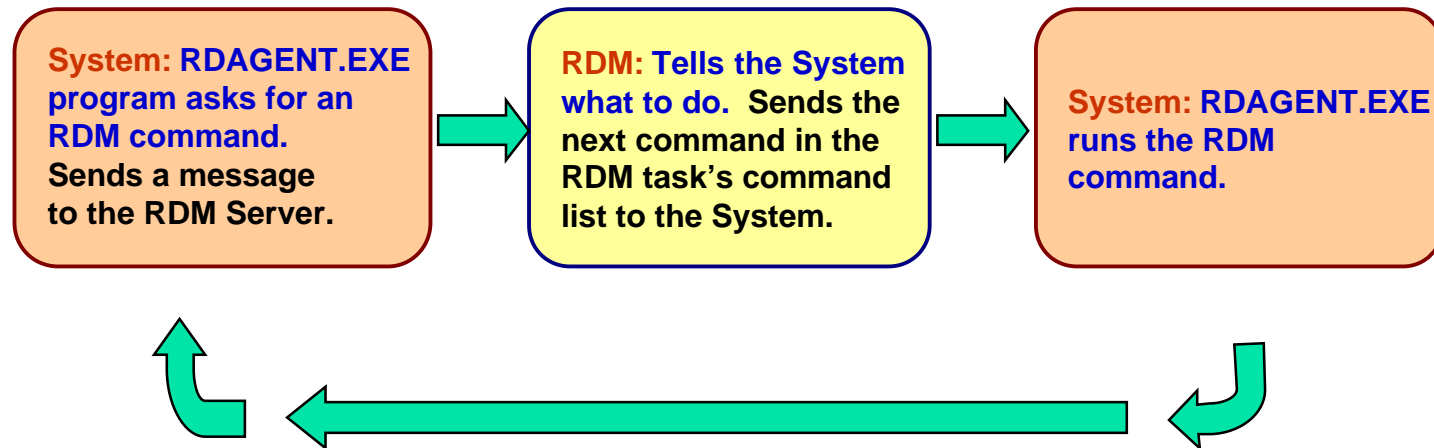 System: RDAGENT.EXE
program asks for an
RDM command.
Sends a message
to the RDM Server.
RDM: Tells the System
what to do.  Sends the
next command in the
RDM task’s command
list to the System.
System: RDAGENT.EXE
runs the RDM
command.